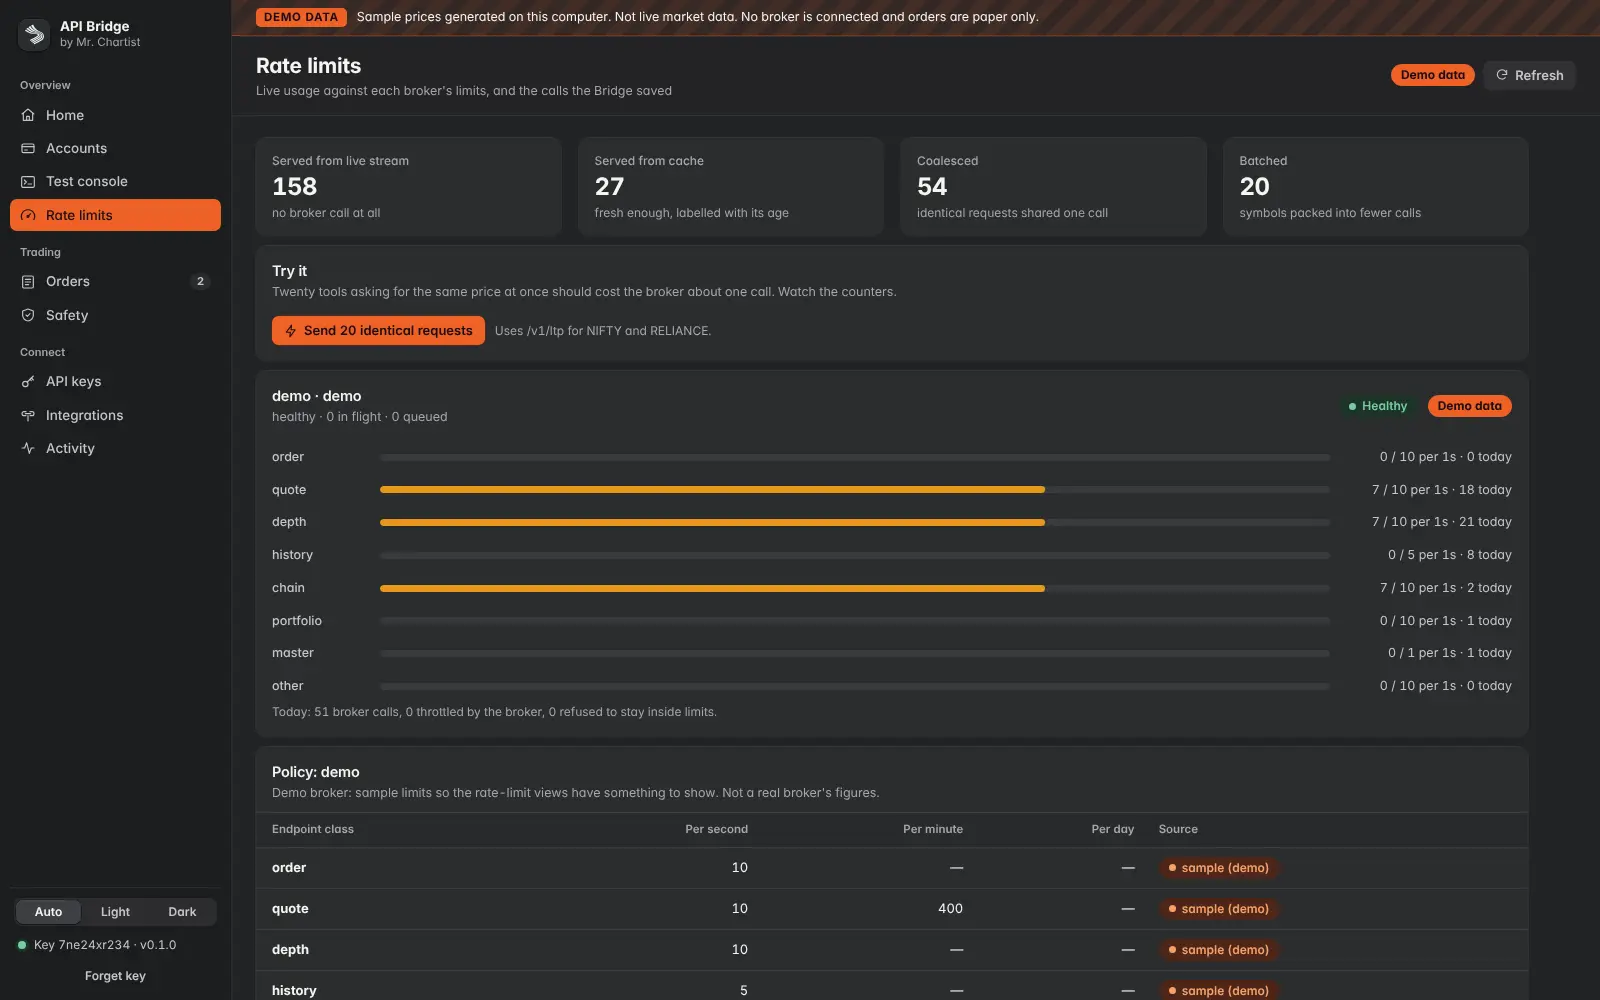 API Bridge
by Mr. Chartist
Overview
Home
Accounts
Test console
Rate limits
Trading
Orders 2
Safety
Connect
API keys
Integrations
Activity
Auto Light Dark
Key 7ne24xr234 · v0.1.0
Forget key
DEMO DATA Sample prices generated on this computer. Not live market data. No broker is connected and orders are paper only.
Rate limits
Live usage against each broker's limits, and the calls the Bridge saved
Demo data Refresh
Served from live stream
158
no broker call at all
Served from cache
27
fresh enough, labelled with its age
Coalesced
54
identical requests shared one call
Batched
20
symbols packed into fewer calls
Try it
Twenty tools asking for the same price at once should cost the broker about one call. Watch the counters.
Send 20 identical requests Uses /v1/ltp for NIFTY and RELIANCE.
demo · demo
healthy · 0 in flight · 0 queued
Healthy Demo data
order 0 / 10 per 1s · 0 today
quote 7 / 10 per 1s · 18 today
depth 7 / 10 per 1s · 21 today
history 0 / 5 per 1s · 8 today
chain 7 / 10 per 1s · 2 today
portfolio 0 / 10 per 1s · 1 today
master 0 / 1 per 1s · 1 today
other 0 / 10 per 1s · 0 today
Today: 51 broker calls, 0 throttled by the broker, 0 refused to stay inside limits.
Policy: demo
Demo broker: sample limits so the rate-limit views have something to show. Not a real broker's figures.
Endpoint class Per second Per minute Per day Source
order 10 — — sample (demo)
quote 10 400 — sample (demo)
depth 10 — — sample (demo)
history 5 — — sample (demo)